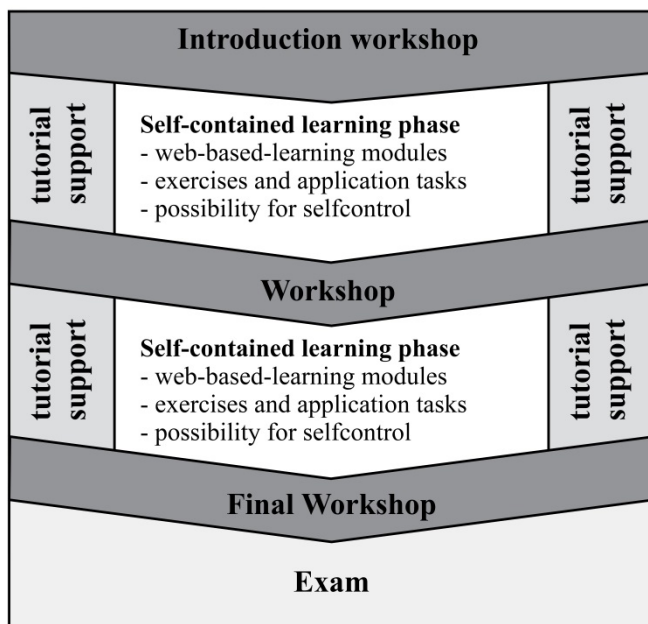 Introduction workshop
tutorial
support
Self-contained learning phase
- web-based-learning modules
- exercises and application tasks
- possibility for selfcontrol
tutorial
support
Workshop
tutorial
support
Self-contained learning phase
- web-based-learning modules
- exercises and application tasks
- possibility for selfcontrol
tutorial
support
Final Workshop
Exam